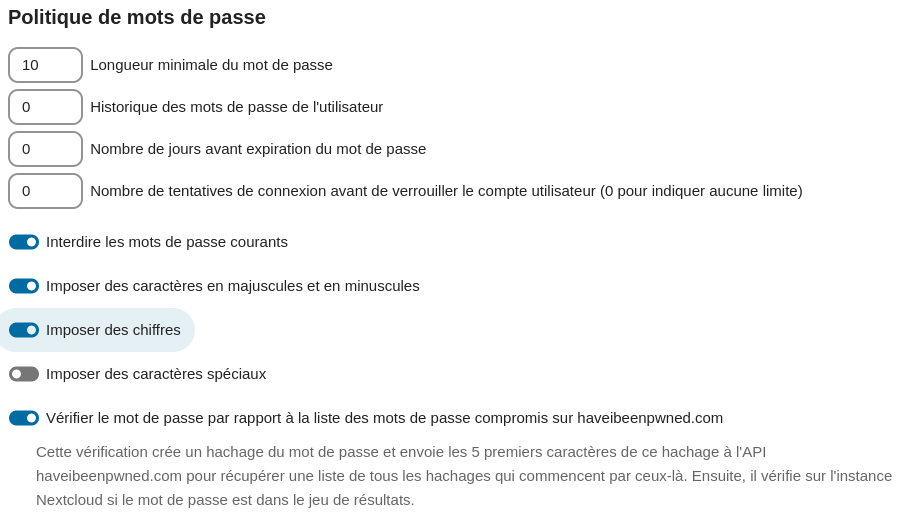 Politique de mots de passe
10 Longueur minimale du mot de passe
0 Historique des mots de passe de l'utilisateur
0 Nombre de jours avant expiration du mot de passe
0 Nombre de tentatives de connexion avant de verrouiller le compte utilisateur (0 pour indiquer aucune limite)
Interdire les mots de passe courants
Imposer des caractères en majuscules et en minuscules
Imposer des chiffres
Imposer des caractères spéciaux
Vérifier le mot de passe par rapport à la liste des mots de passe compromis sur haveibeenpwned.com
Cette vérification crée un hachage du mot de passe et envoie les 5 premiers caractères de ce hachage à l'API
haveibeenpwned.com pour récupérer une liste de tous les hachages qui commencent par ceux-là. Ensuite, il vérifie sur l'instance
Nextcloud si le mot de passe est dans le jeu de résultats.